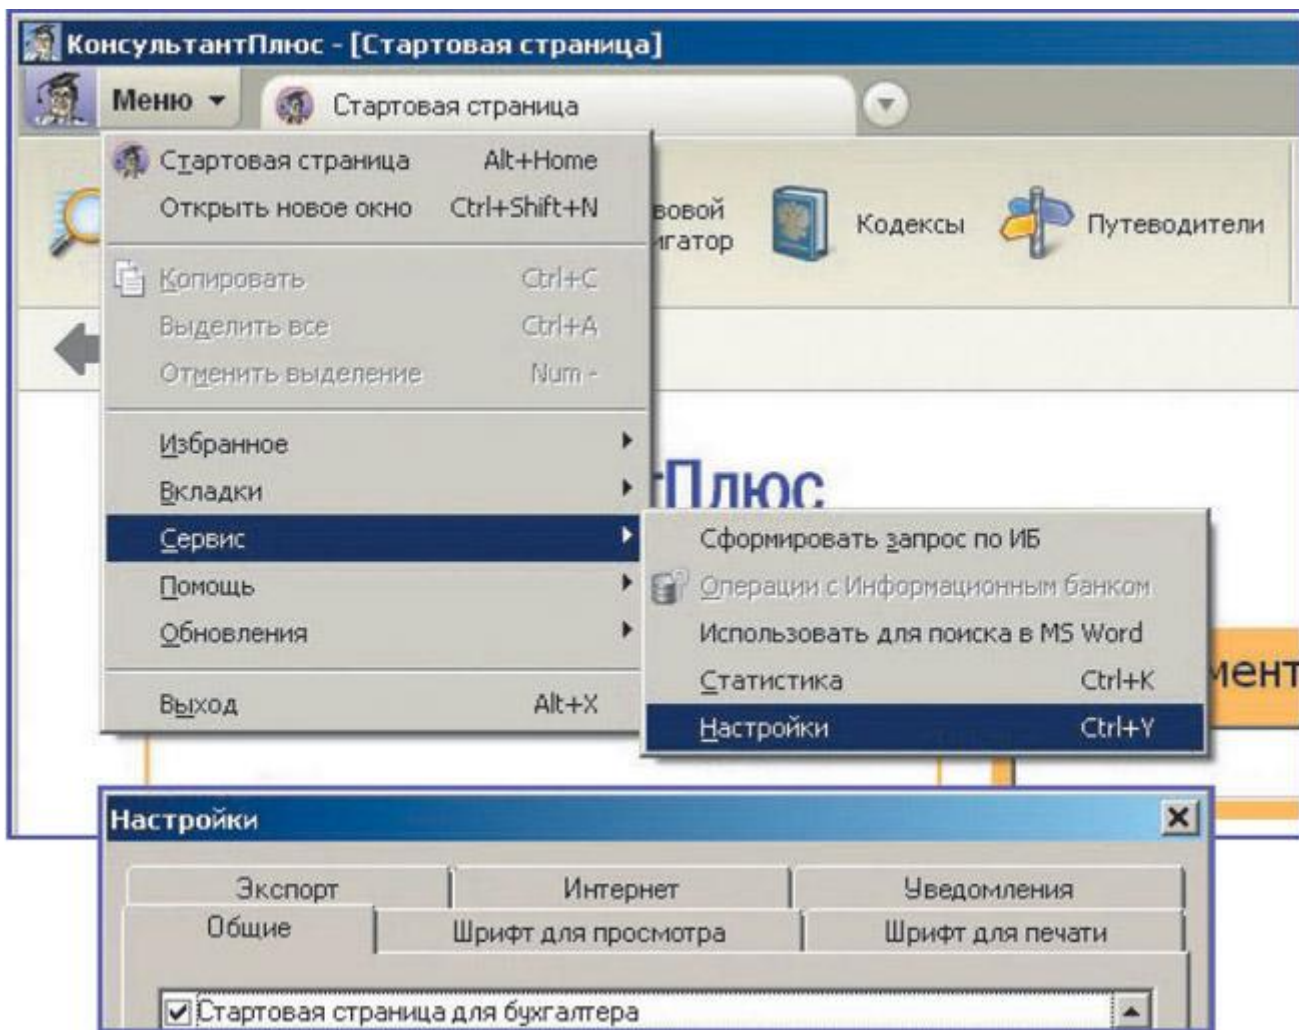 КонсультантПлюс - [Стартовая страница]
Меню
Стартовая страница
Стартовая страница Alt+Home
Открыть новое окно Ctrl+Shift+N
вовой
игатор
Кодексы
Путеводители
Копировать Ctrl+C
Выделить все Ctrl+A
Отменить выделение Num -
Избранное
Вкладки
Сервис
Помощь
Обновления
Выход Alt+X
тПлюс
Сформировать запрос по ИБ
Операции с Информационным банком
Использовать для поиска в MS Word
Статистика Ctrl+K
Настройки Ctrl+Y
мент
Настройки
Экспорт Интернет Уведомления
Общие Шрифт для просмотра Шрифт для печати
Стартовая страница для бухгалтера